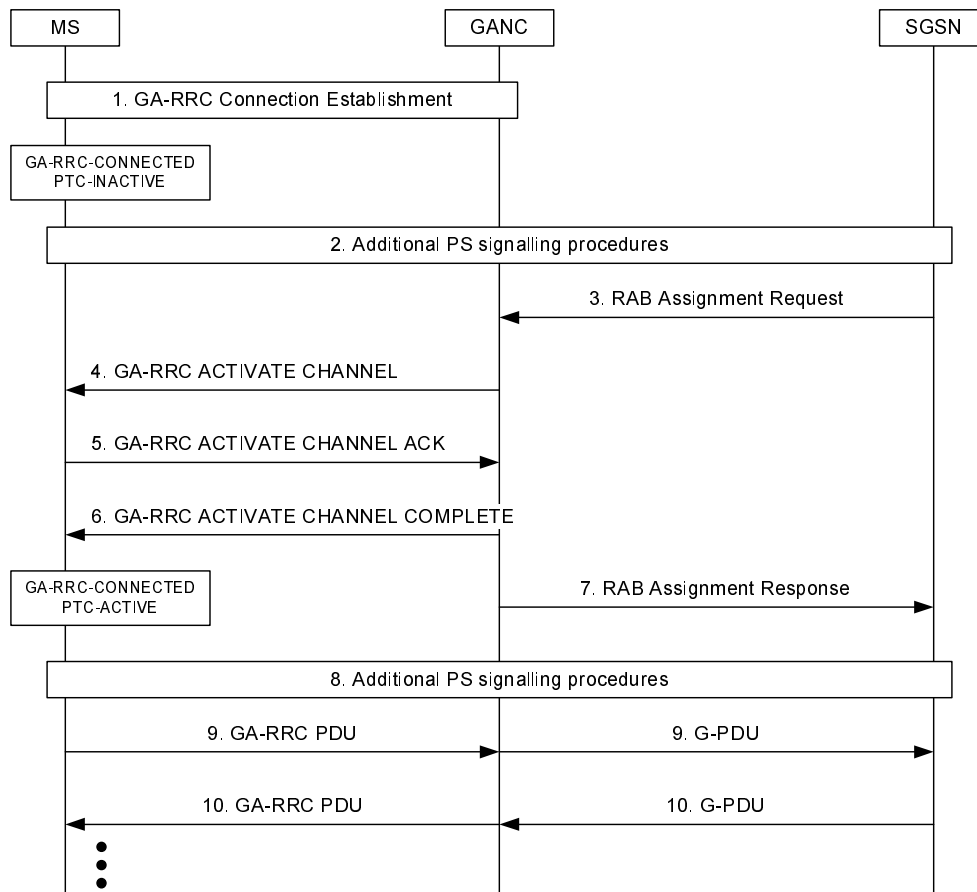 MS
GANC
SGSN
1. GA-RRC Connection Establishment
GA-RRC-CONNECTED
PTC-INACTIVE
2. Additional PS signalling procedures
3. RAB Assignment Request
4. GA-RRC ACTIVATE CHANNEL
5. GA-RRC ACTIVATE CHANNEL ACK
6. GA-RRC ACTIVATE CHANNEL COMPLETE
GA-RRC-CONNECTED
PTC-ACTIVE
7. RAB Assignment Response
8. Additional PS signalling procedures
9. GA-RRC PDU
9. G-PDU
10. GA-RRC PDU
10. G-PDU